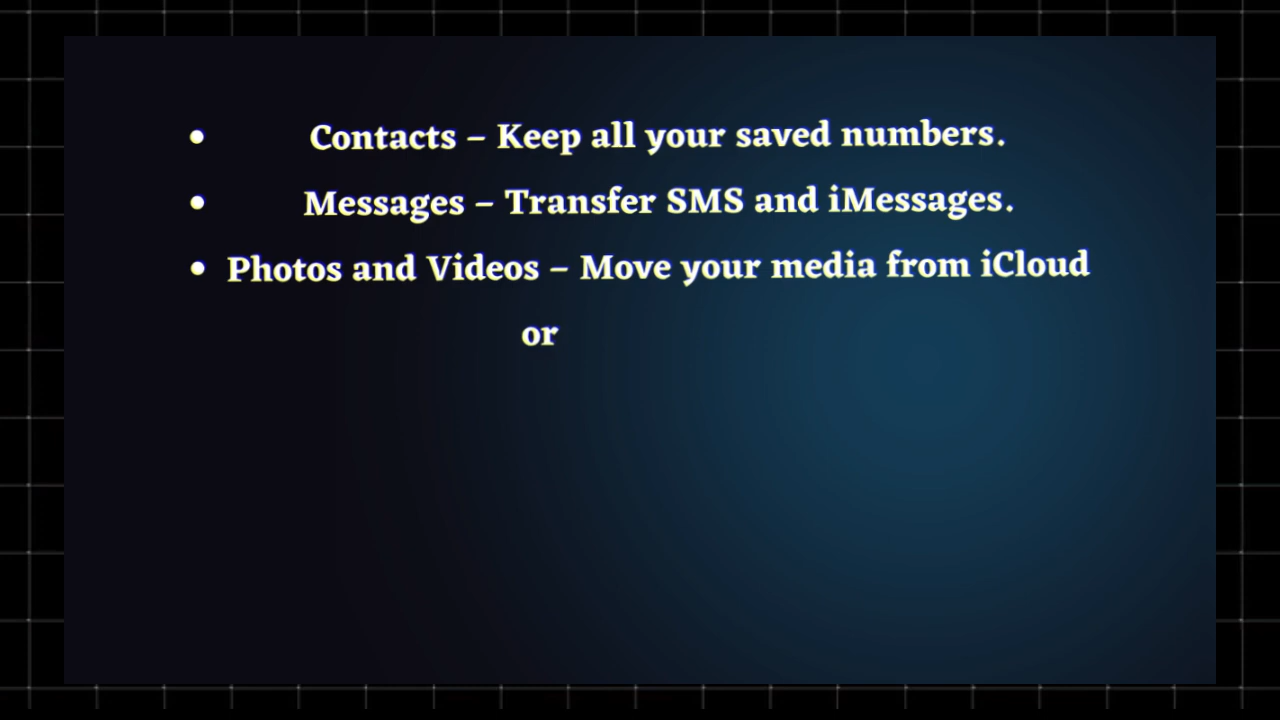 • Contacts – Keep all your saved numbers.
• Messages – Transfer SMS and iMessages.
• Photos and Videos – Move your media from iCloud
or